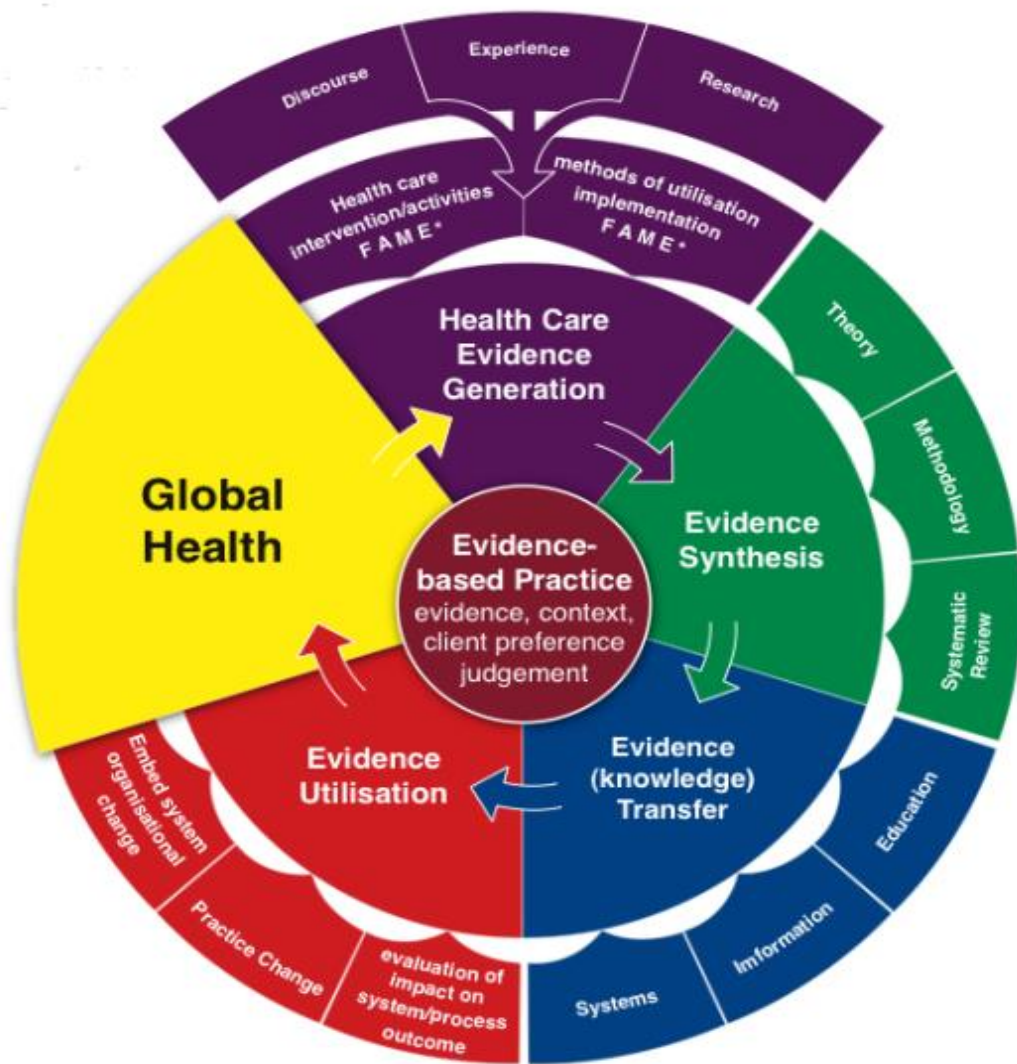 Discourse
Experience
Research
Health care
intervention/activities
F A M E*
methods of utilisation
implementation
F A M E*
Health Care
Evidence
Generation
Theory
Methodology
Systematic
Review
Evidence
Synthesis
Global
Health
Evidence-
based Practice
evidence, context,
client preference
judgement
Evidence
(knowledge)
Transfer
Education
Imformation
Systems
Evidence
Utilisation
evaluation of
impact on
system/process
outcome
Practice Change
Embed system
organisational
change